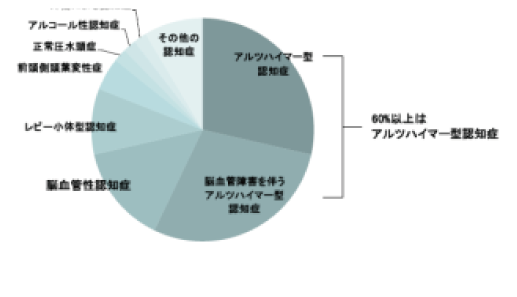 アルコール性認知症
正常圧水頭症
前頭側頭葉変性症
レビー小体型認知症
脳血管性認知症
その他の
認知症
アルツハイマー型
認知症
脳血管障害を伴う
アルツハイマー型
認知症
60%以上は
アルツハイマー型認知症